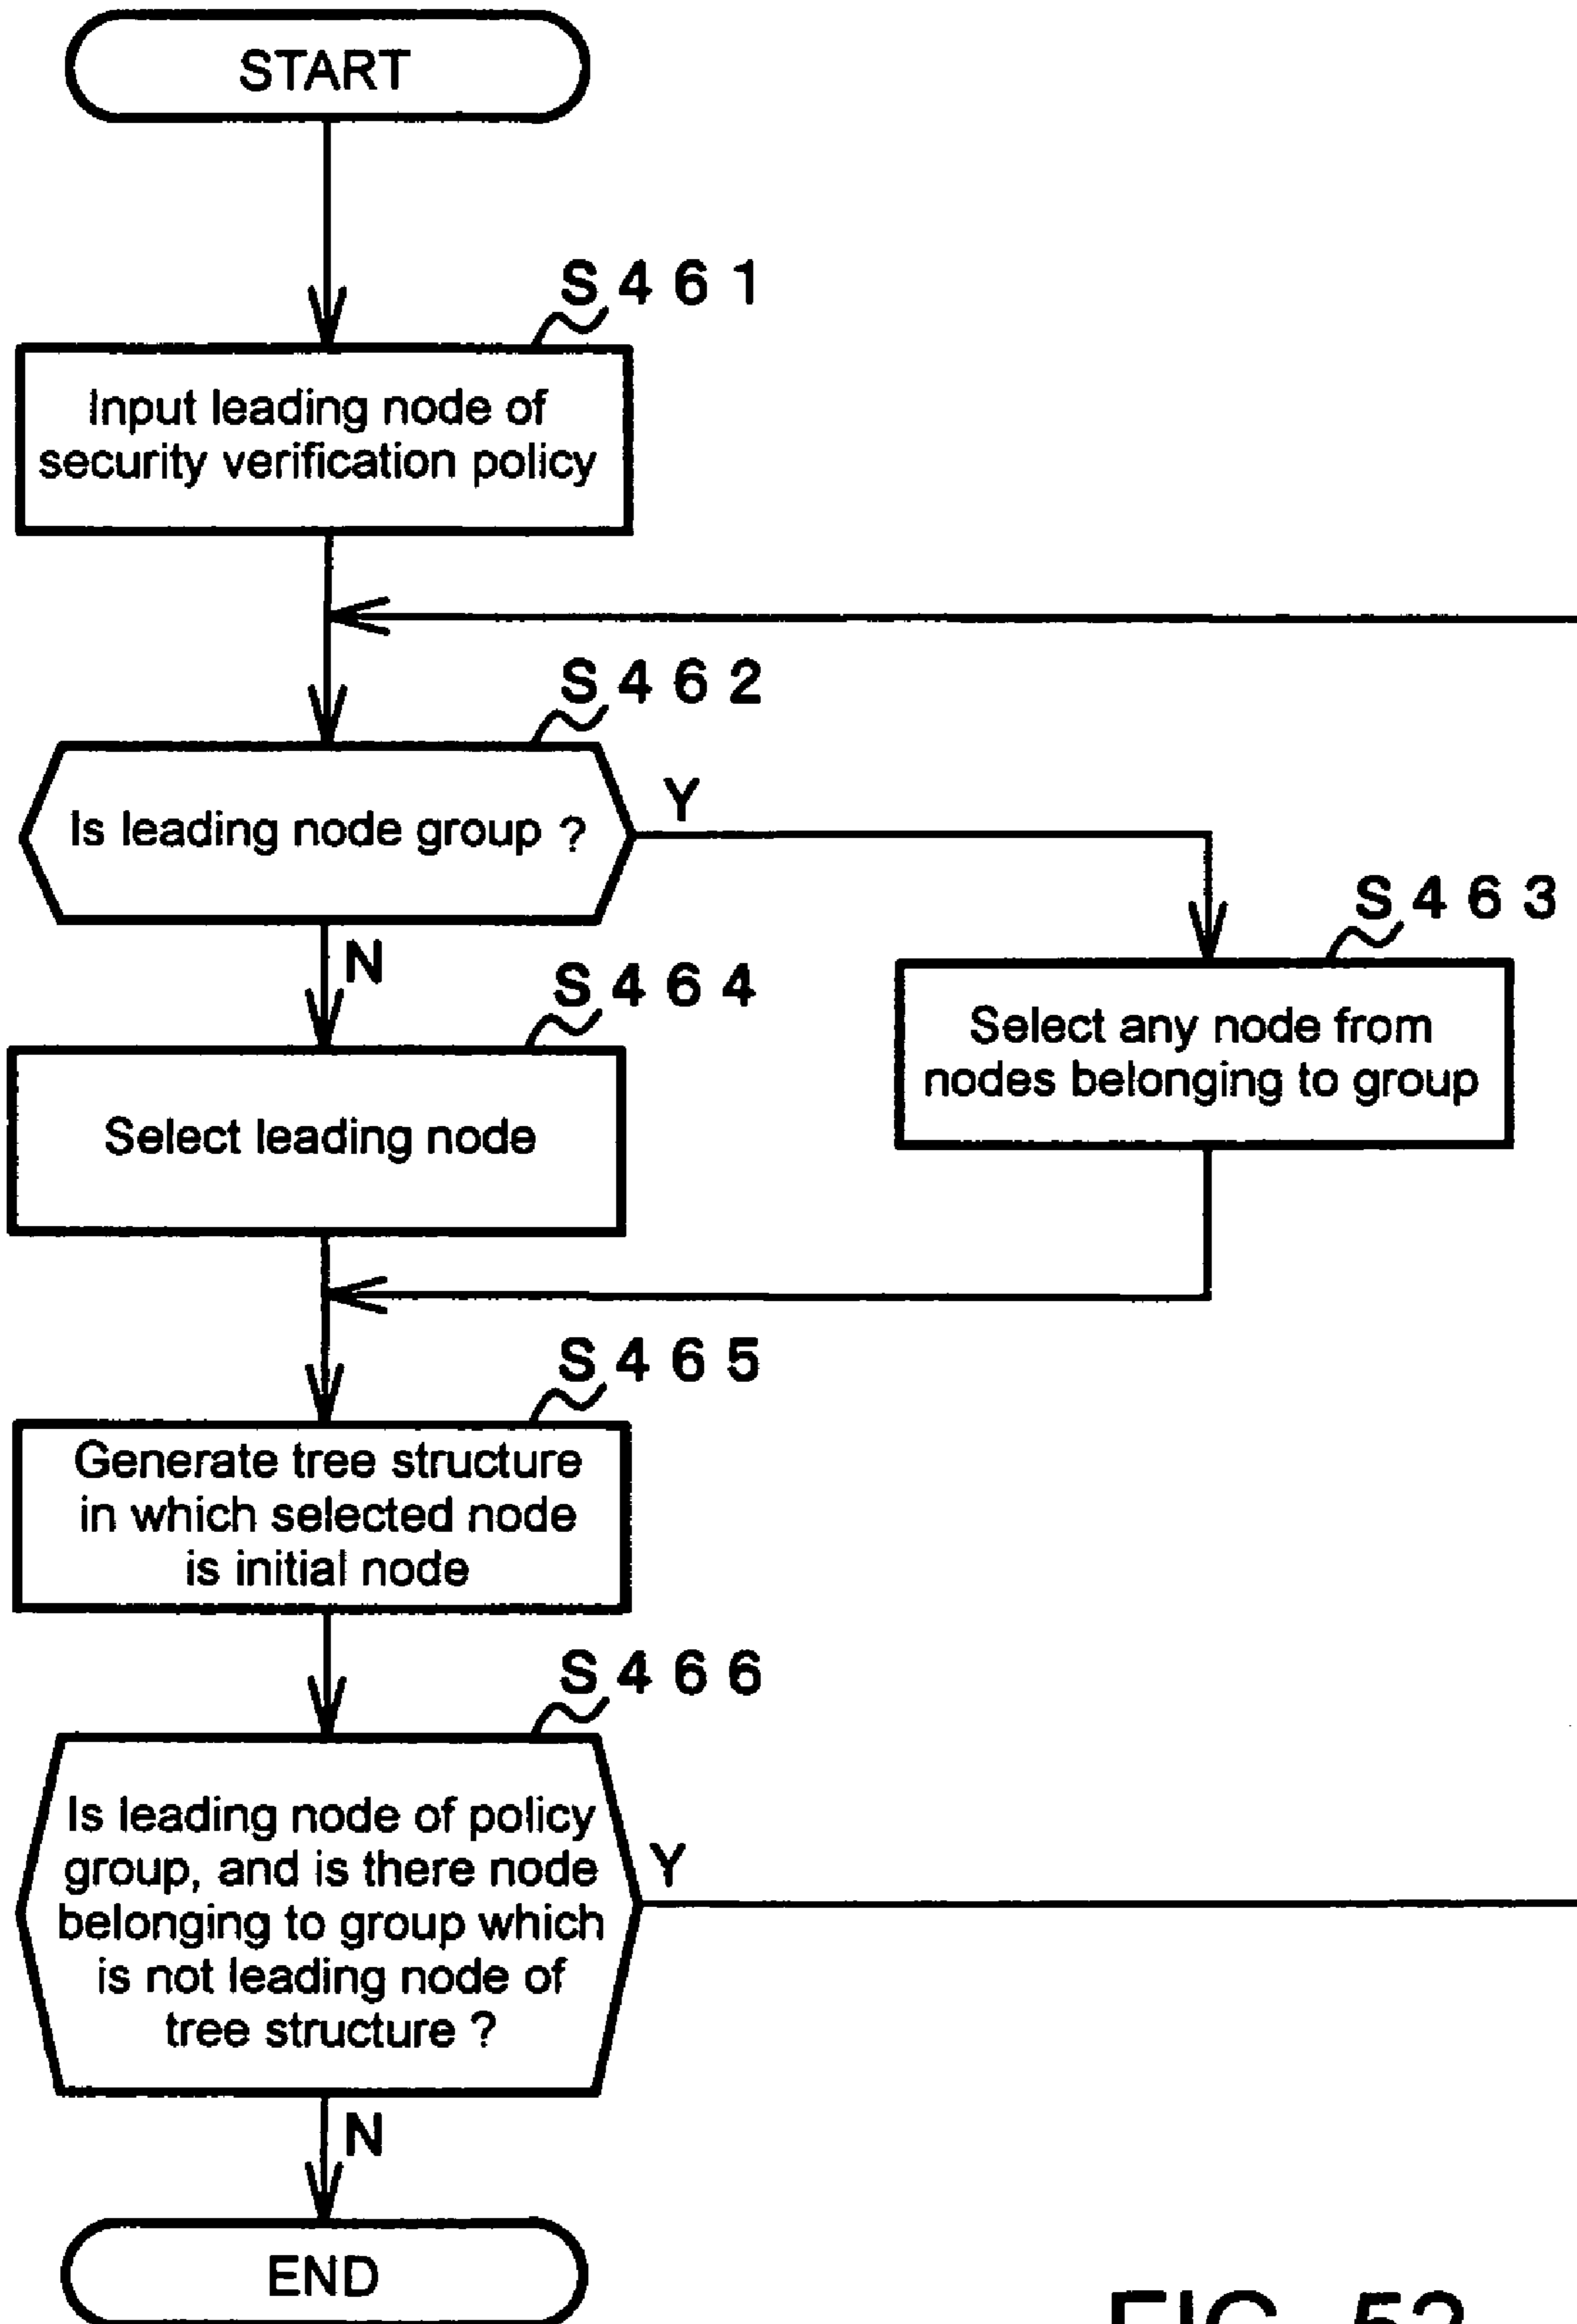 START
S461
Input leading node of
security verification policy
S462
Is leading node group ?
Y
N
S463
Select any node from
nodes belonging to group
S464
Select leading node
S465
Generate tree structure
in which selected node
is initial node
S466
Is leading node of policy
group, and is there node
belonging to group which
is not leading node of
tree structure ?
Y
N
END
FIG. 52